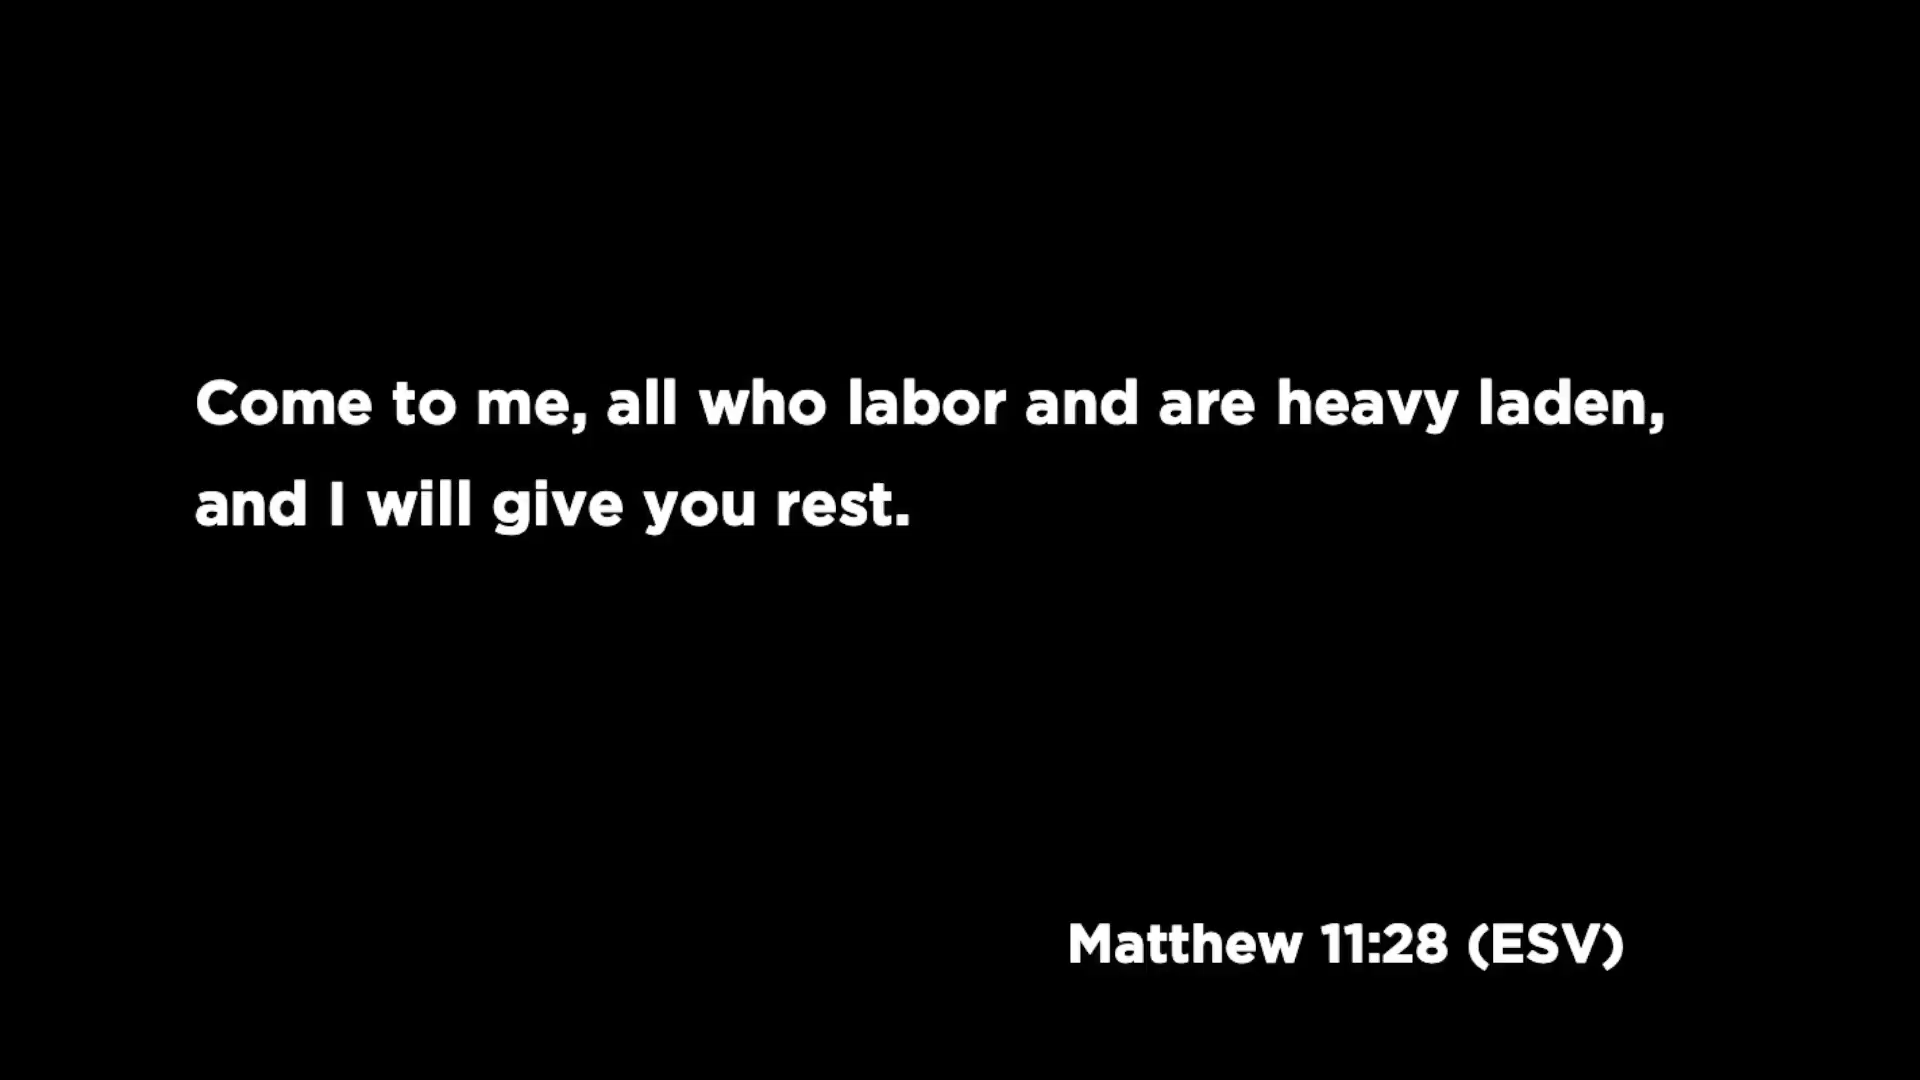 Come to me, all who labor and are heavy laden,
and I will give you rest.
Matthew 11:28 (ESV)